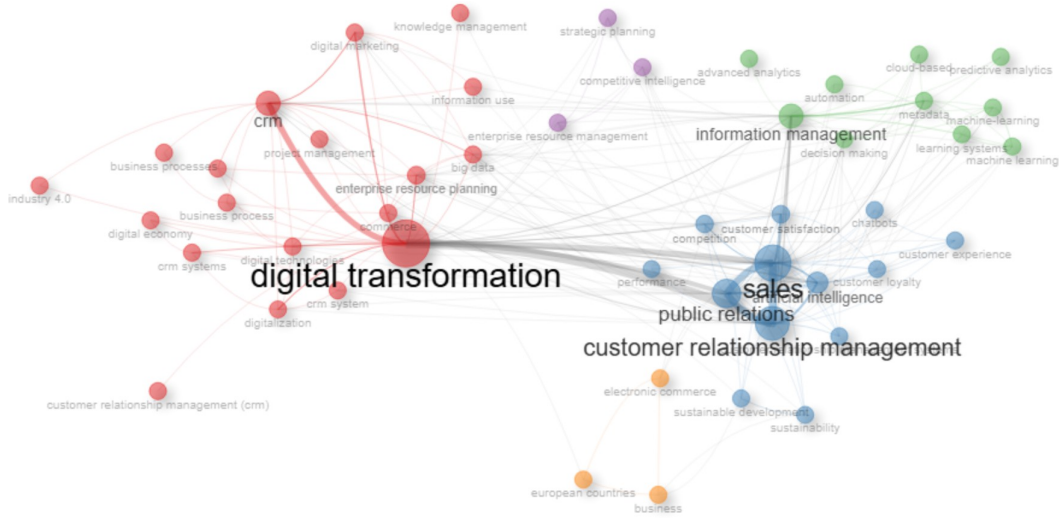 knowledge management
strategic planning
digital marketing
cloud-based
predictive analytics
advanced analytics
competitive intelligence
automation
information use
metadata
machine-learning
crm
information management
enterprise resource management
learning systems
project management
decision making
machine learning
business processes
big data
enterprise resource planning
industry 4.0
business process
commerce
customer satisfaction
chatbots
digital economy
competition
customer experience
crm systems
digital technologies
digital transformation
performance
customer loyalty
sales
artificial intelligence
crm system
public relations
digitalization
customer relationship management
electronic commerce
customer relationship management (crm)
sustainable development
sustainability
european countries
business